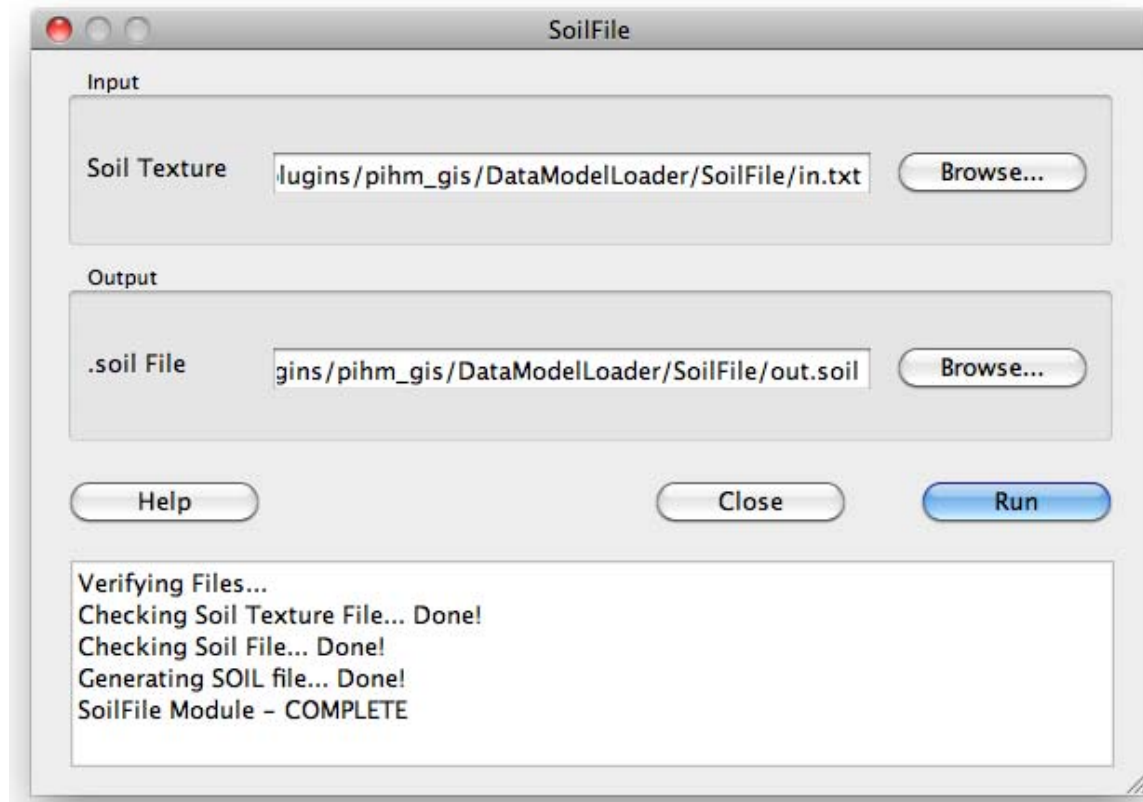 SoilFile
Input
Soil Texture
lugins/pihm_gis/DataModelLoader/SoilFile/in.txt
Browse...
Output
.soil File
gins/pihm_gis/DataModelLoader/SoilFile/out.soil
Browse...
Help
Close
Run
Verifying Files...
Checking Soil Texture File... Done!
Checking Soil File... Done!
Generating SOIL file... Done!
SoilFile Module – COMPLETE